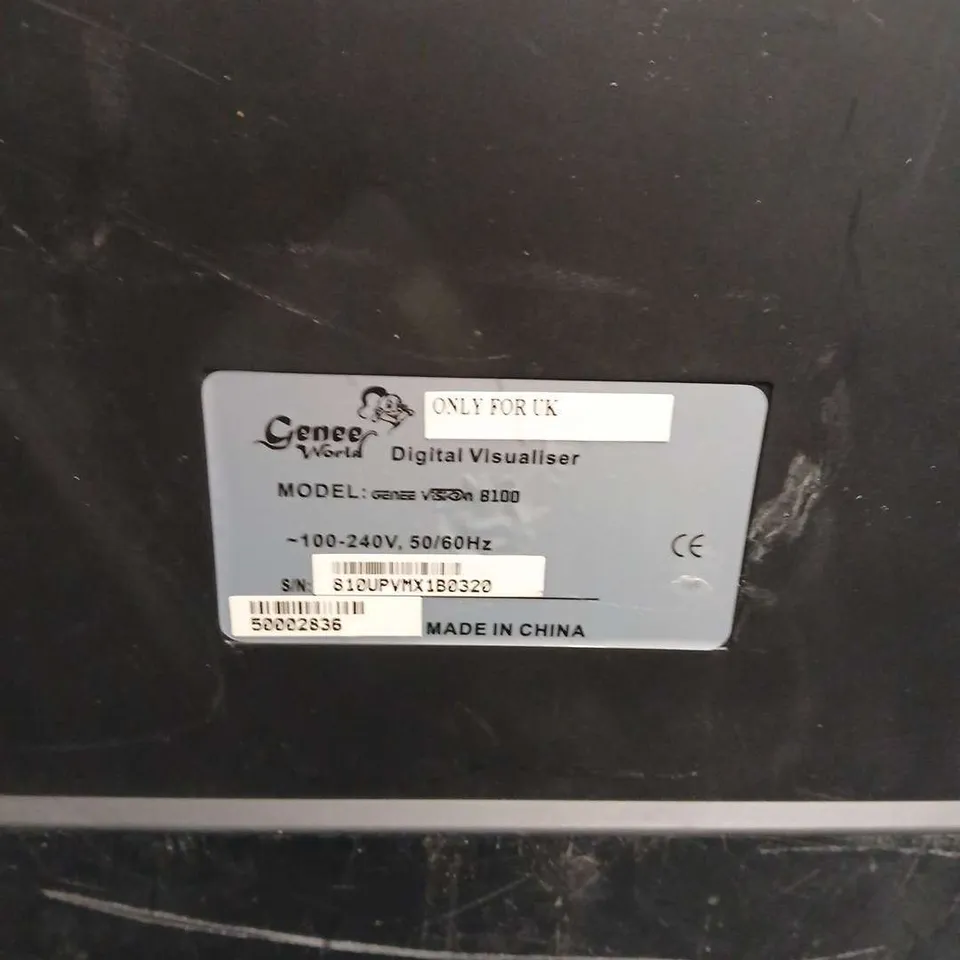 Genee
World
ONLY FOR UK
Digital Visualiser
MODEL: GENEE VISION 8100
~100-240V, 50/60Hz
CE
S/N: 810UPVMX1B0320
50002836
MADE IN CHINA